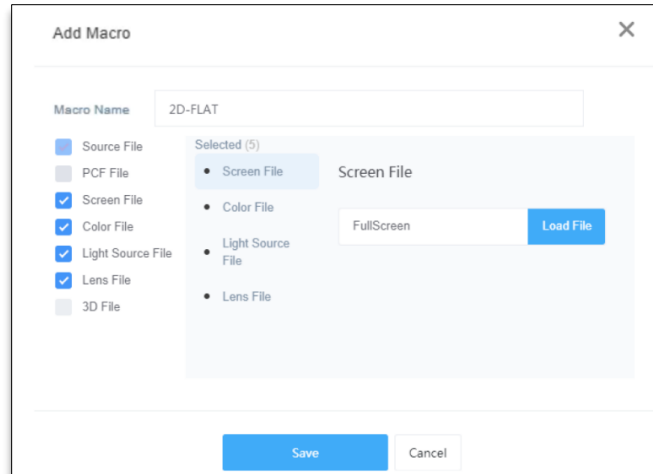 Add Macro
Macro Name
2D-FLAT
Source File
PCF File
Screen File
Color File
Light Source File
Lens File
3D File
Selected (5)
Screen File
Color File
Light Source
File
Lens File
Screen File
FullScreen
Load File
Save
Cancel